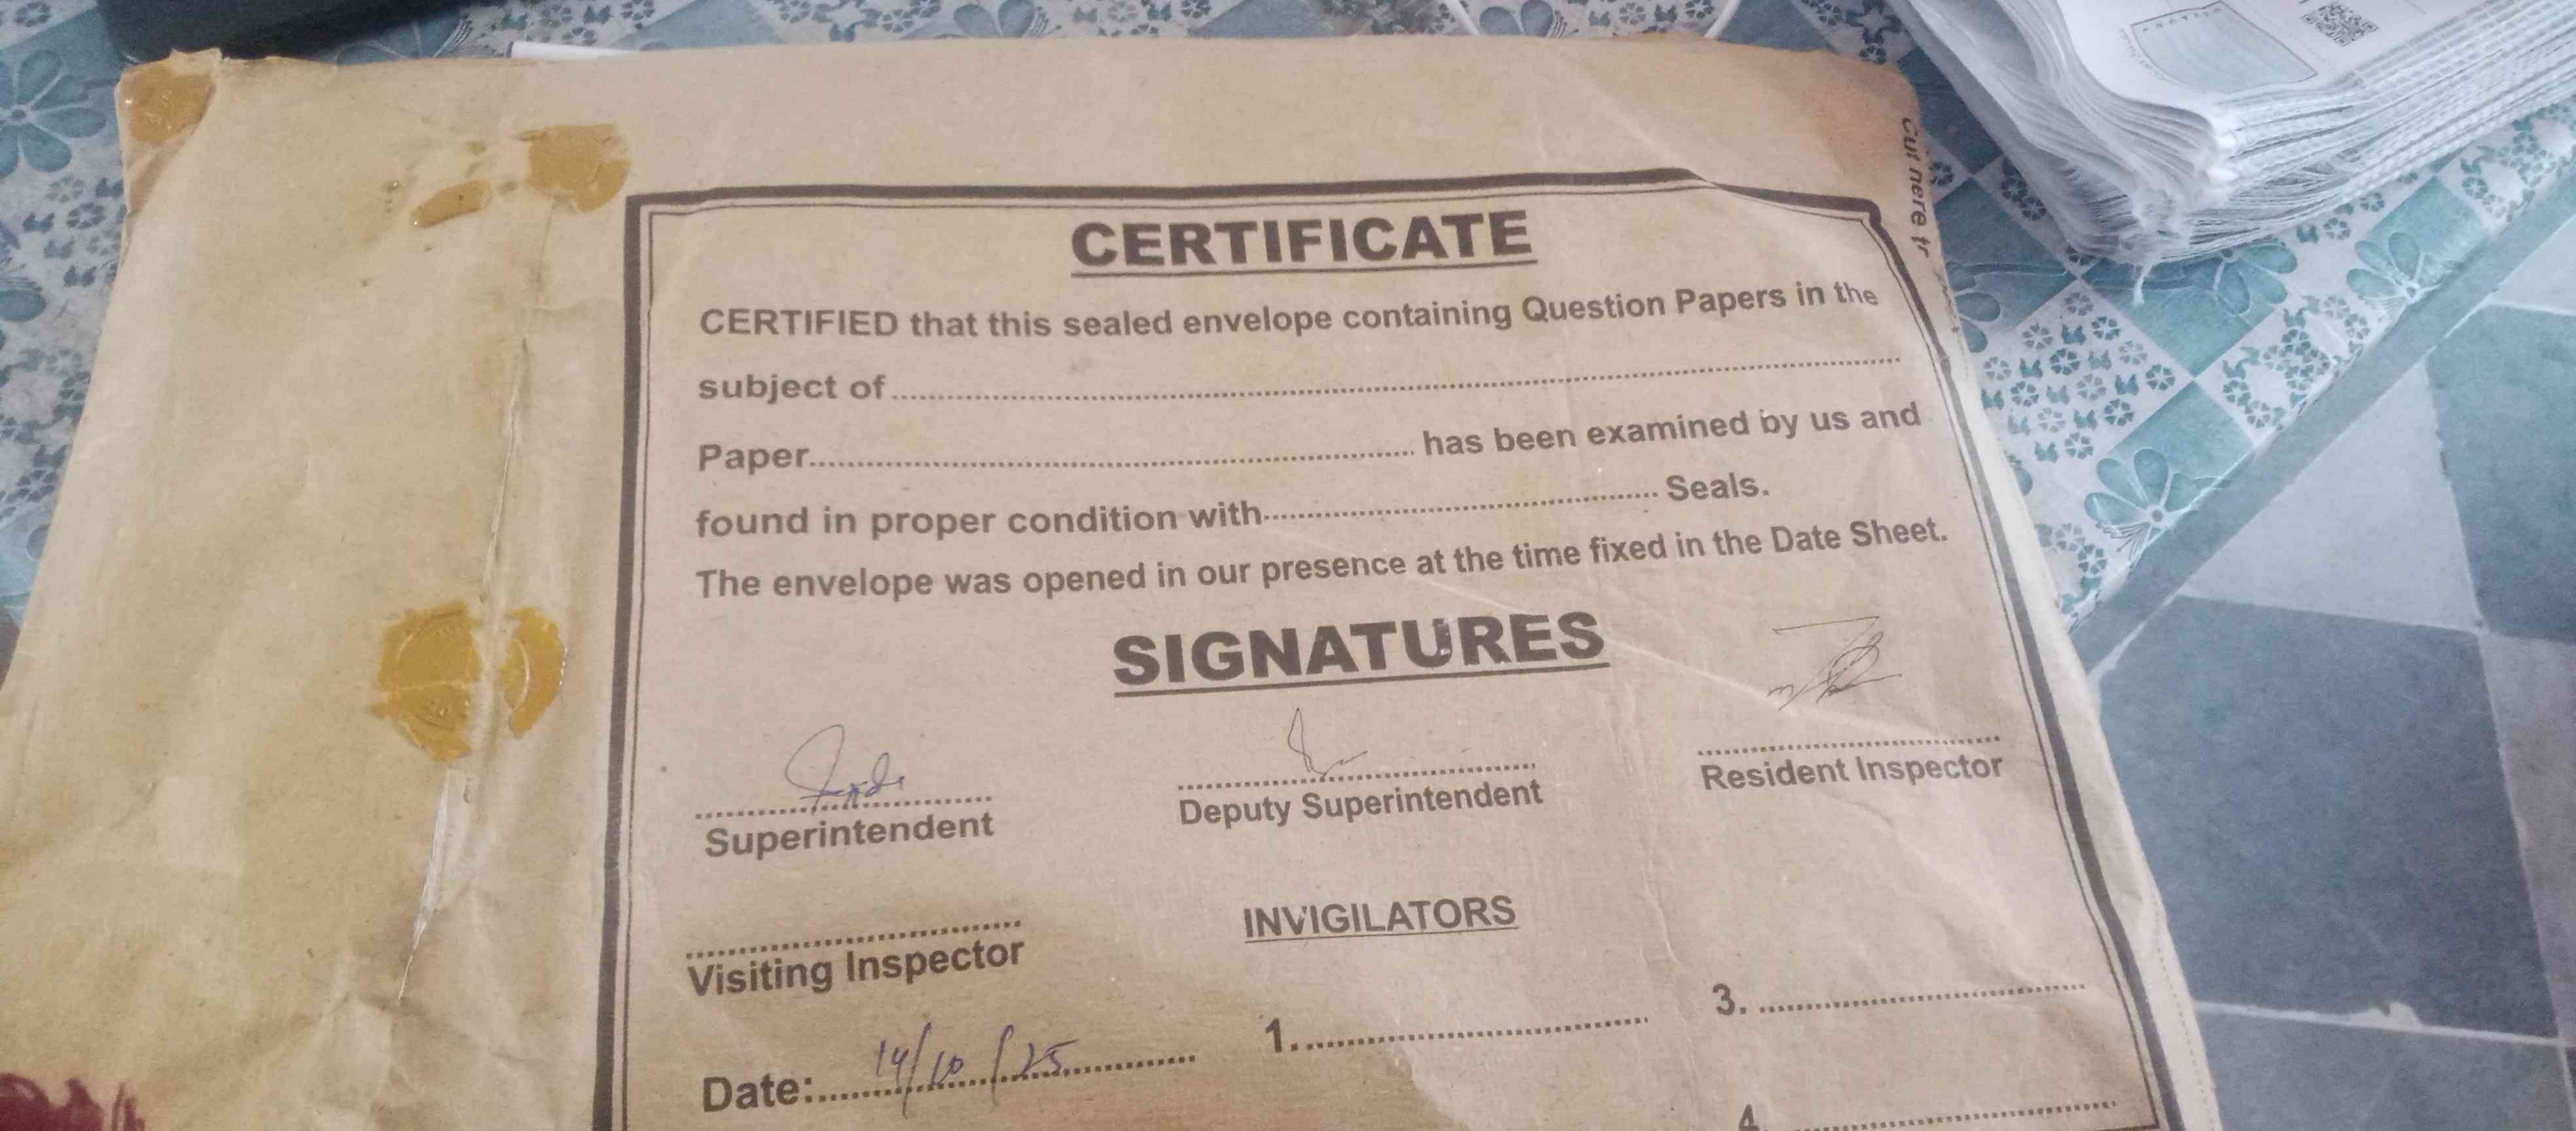 CERTIFICATE
CERTIFIED that this sealed envelope containing Question Papers in the
subject of
Paper has been examined by us and
found in proper condition with Seals.
The envelope was opened in our presence at the time fixed in the Date Sheet.
SIGNATURES
Superintendent
Deputy Superintendent
Resident Inspector
Visiting Inspector
INVIGILATORS
Date: 14/10/25
1.
3.
4
Cut here